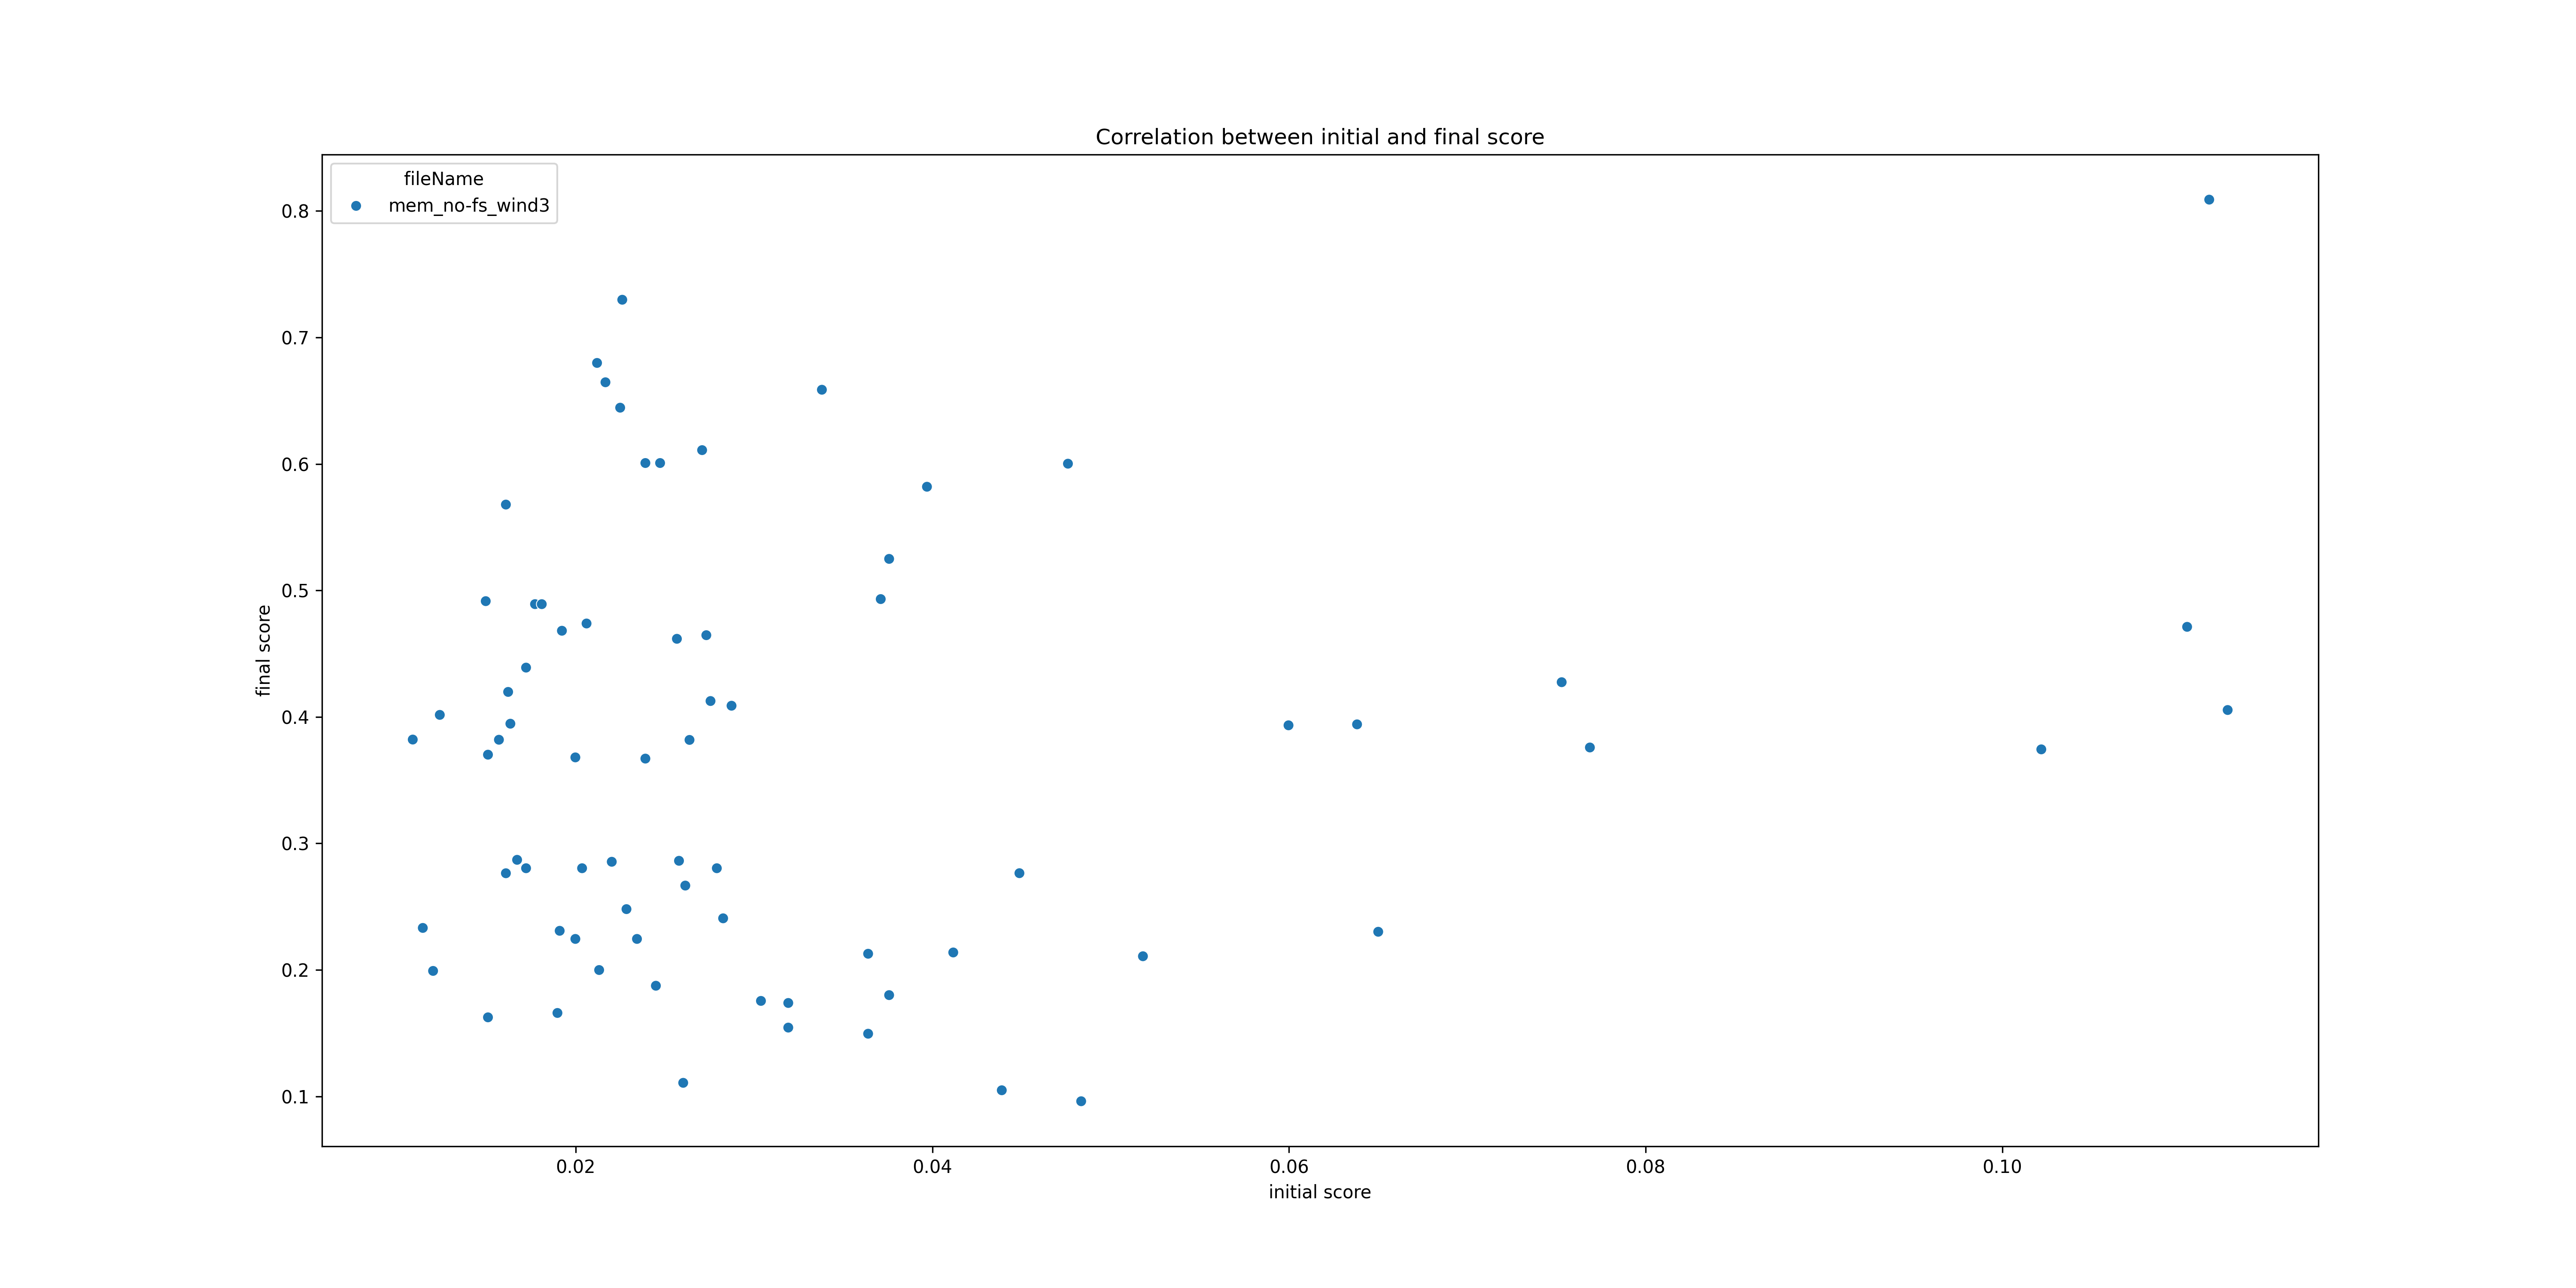 Correlation between initial and final score
fileName
mem_no-fs_wind3
0.8
0.7
0.6
0.5
0.4
0.3
0.2
0.1
final score
0.02 0.04 0.06 0.08 0.10
initial score